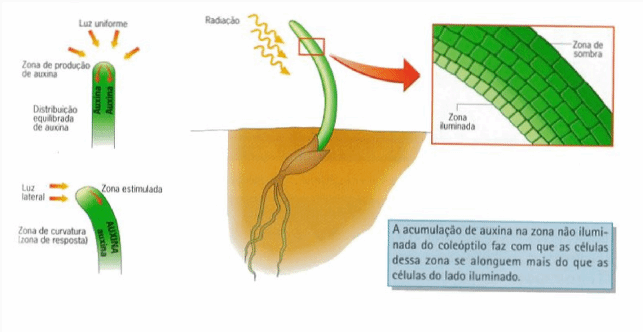 Luz uniforme
Zona de produção
de auxina
Auxina
Auxina
Distribuição
equilibrada
de auxina
Luz
lateral
Zona estimulada
Zona de curvatura
(zona de resposta)
AUXINA
auxina
Radiação
Zona de
sombra
Zona
iluminada
A acumulação de auxina na zona não ilumi-
nada do coleóptilo faz com que as células
dessa zona se alonguem mais do que as
células do lado iluminado.